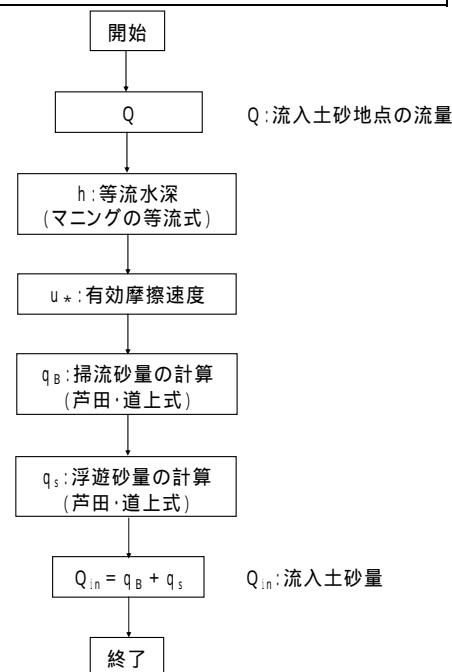 開始
Q
Q:流入土砂地点の流量
h:等流水深
(マニングの等流式)
u*:有効摩擦速度
qB:掃流砂量の計算
(芦田・道上式)
qs:浮遊砂量の計算
(芦田・道上式)
Qin = qB + qs
Qin:流入土砂量
終了